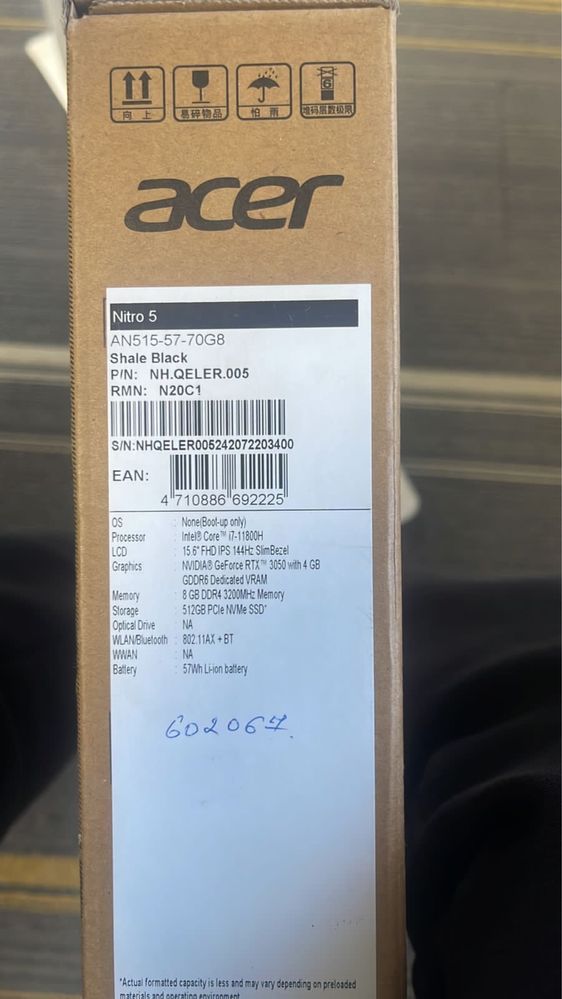 向 上
易碎物品
怕 雨
6
堆码层数极限
acer
Nitro 5
AN515-57-70G8
Shale Black
P/N: NH.QELER.005
RMN: N20C1
S/N:NHQELER005242072203400
EAN:
4 710886 692225
OS : None(Boot-up only)
Processor : Intel® Core™ i7-11800H
LCD : 15.6" FHD IPS 144Hz SlimBezel
Graphics : NVIDIA® GeForce RTX™ 3050 with 4 GB
GDDR6 Dedicated VRAM
Memory : 8 GB DDR4 3200MHz Memory
Storage : 512GB PCIe NVMe SSD*
Optical Drive : NA
WLAN/Bluetooth : 802.11AX + BT
WWAN : NA
Battery : 57Wh Li-ion battery
602067.
*Actual formatted capacity is less and may vary depending on preloaded
materials and operating environment